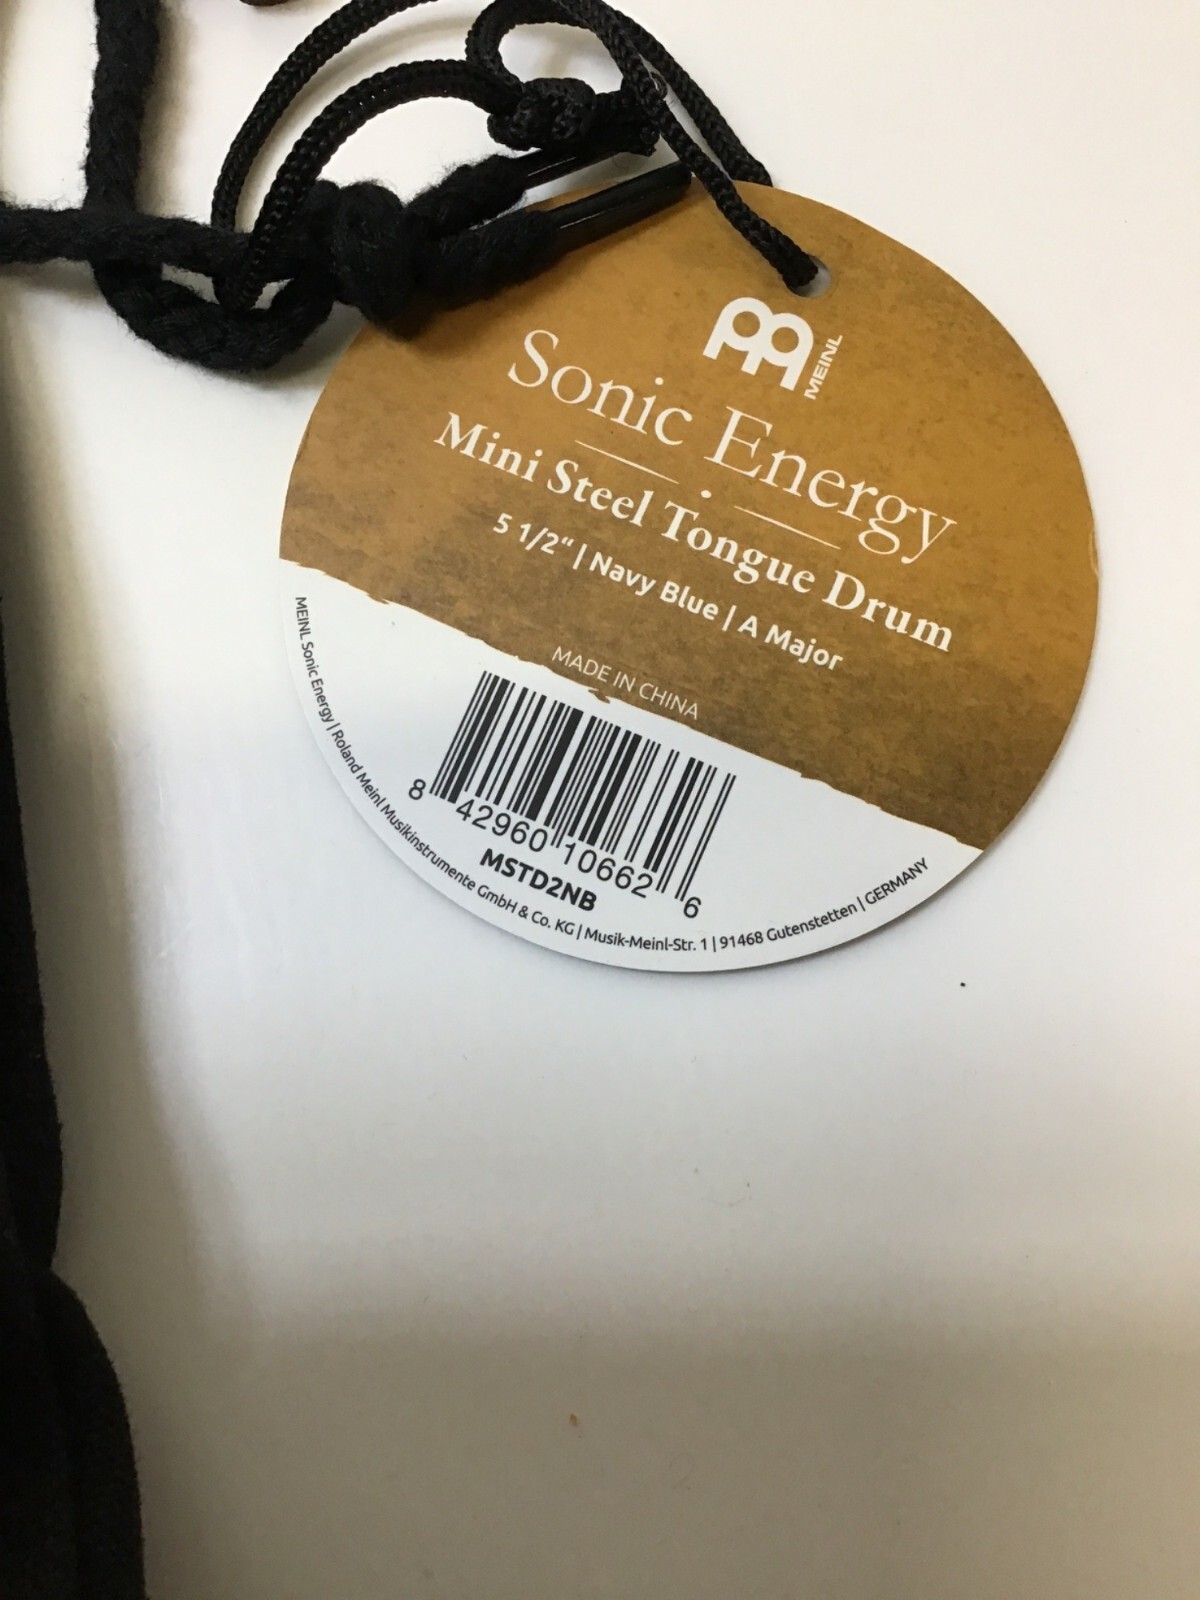 MEINL
Sonic Energy
Mini Steel Tongue Drum
5 1/2“ | Navy Blue | A Major
MADE IN CHINA
8 42960 10662 6
MSTD2NB
MEINL Sonic Energy | Roland Meinl Musikinstrumente GmbH & Co. KG | Musik-Meinl-Str. 1 | 91468 Gutenstetten | GERMANY